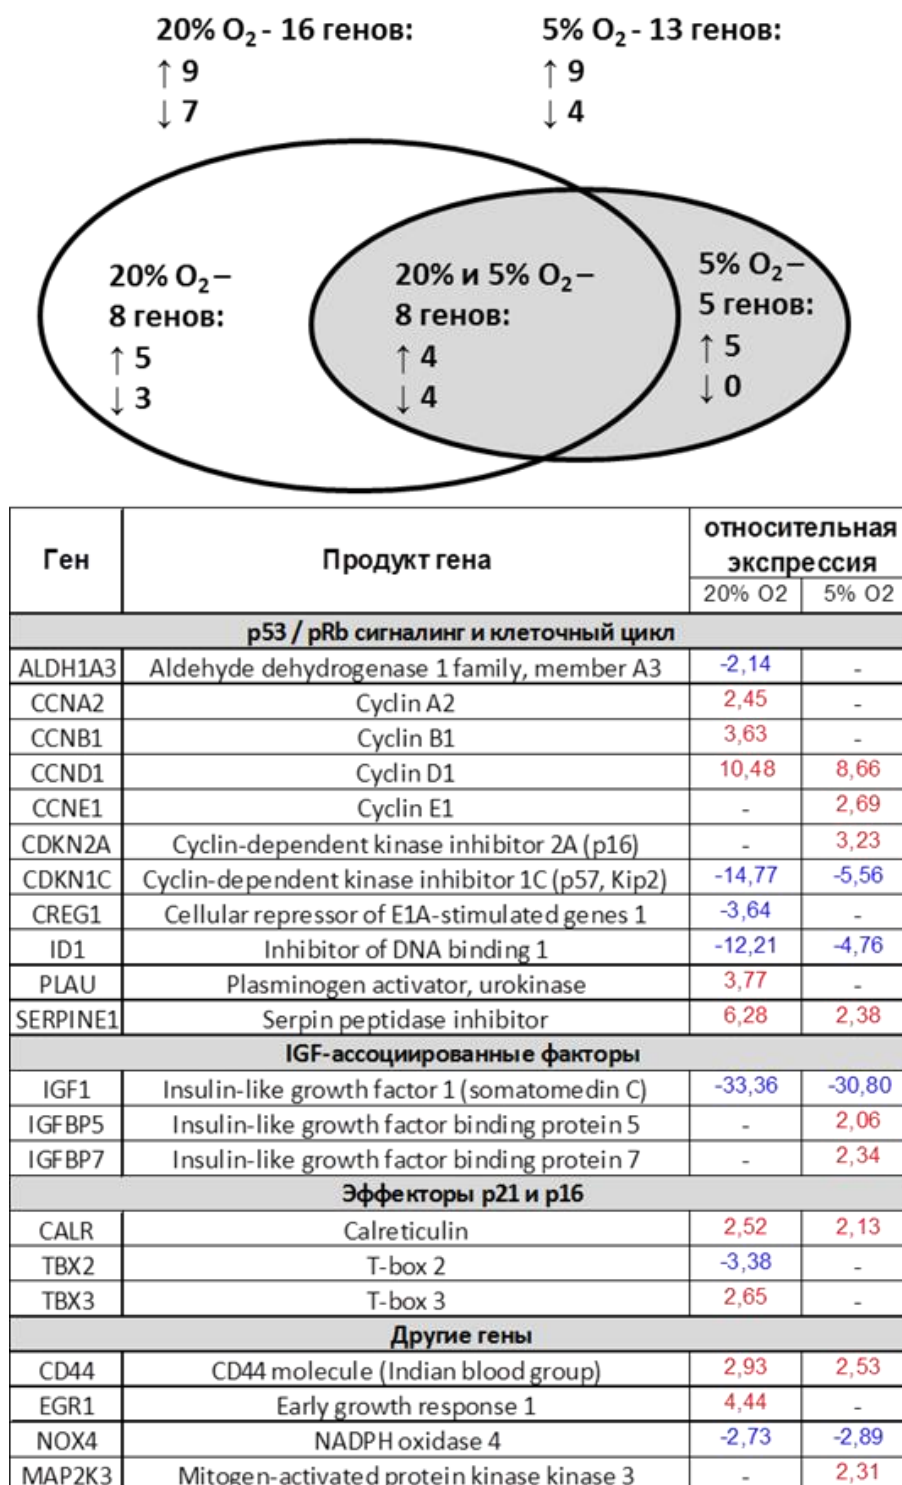 20% O2 - 16 генов:
↑ 9
↓ 7
5% O2 - 13 генов:
↑ 9
↓ 4
20% O2 –
8 генов:
↑ 5
↓ 3
20% и 5% O2 –
8 генов:
↑ 4
↓ 4
5% O2 –
5 генов:
↑ 5
↓ 0
Ген Продукт гена относительная экспрессия
20% O2 5% O2
p53 / pRb сигналинг и клеточный цикл
ALDH1A3 Aldehyde dehydrogenase 1 family, member A3 -2,14 -
CCNA2 Cyclin A2 2,45 -
CCNB1 Cyclin B1 3,63 -
CCND1 Cyclin D1 10,48 8,66
CCNE1 Cyclin E1 - 2,69
CDKN2A Cyclin-dependent kinase inhibitor 2A (p16) - 3,23
CDKN1C Cyclin-dependent kinase inhibitor 1C (p57, Kip2) -14,77 -5,56
CREG1 Cellular repressor of E1A-stimulated genes 1 -3,64 -
ID1 Inhibitor of DNA binding 1 -12,21 -4,76
PLAU Plasminogen activator, urokinase 3,77 -
SERPINE1 Serpin peptidase inhibitor 6,28 2,38
IGF-ассоциированные факторы
IGF1 Insulin-like growth factor 1 (somatomedin C) -33,36 -30,80
IGFBP5 Insulin-like growth factor binding protein 5 - 2,06
IGFBP7 Insulin-like growth factor binding protein 7 - 2,34
Эффекторы p21 и p16
CALR Calreticulin 2,52 2,13
TBX2 T-box 2 -3,38 -
TBX3 T-box 3 2,65 -
Другие гены
CD44 CD44 molecule (Indian blood group) 2,93 2,53
EGR1 Early growth response 1 4,44 -
NOX4 NADPH oxidase 4 -2,73 -2,89
MAP2K3 Mitogen-activated protein kinase kinase 3 - 2,31